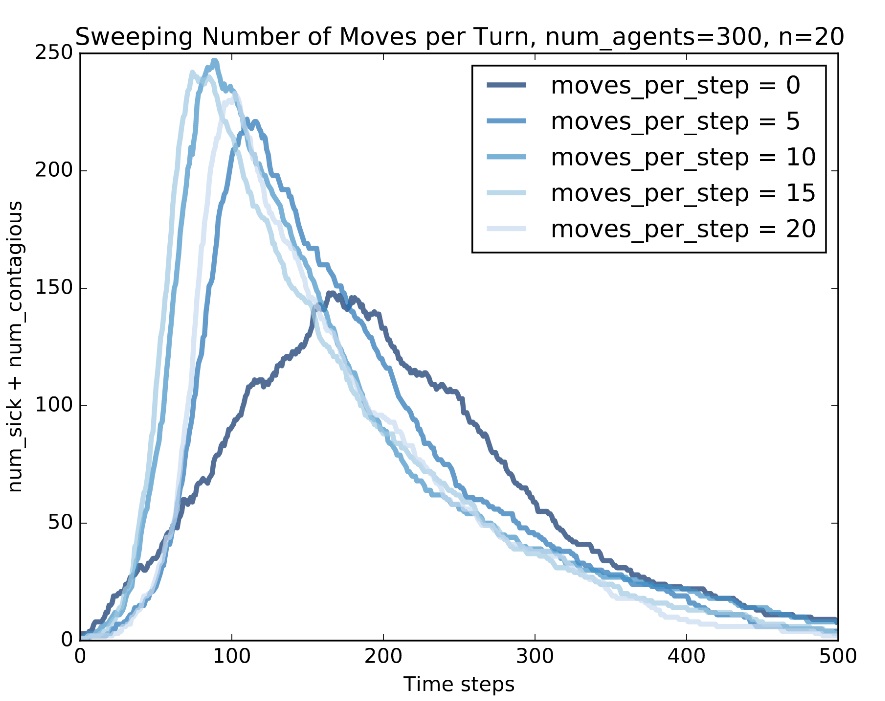 Sweeping Number of Moves per Turn, num_agents=300, n=20
moves_per_step = 0
moves_per_step = 5
moves_per_step = 10
moves_per_step = 15
moves_per_step = 20
num_sick + num_contagious
250
200
150
100
50
0
0 100 200 300 400 500
Time steps